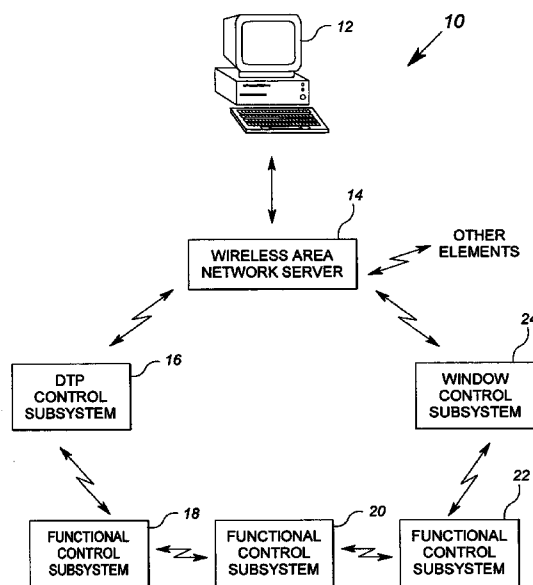 12
10
14
WIRELESS AREA
NETWORK SERVER
OTHER
ELEMENTS
16
DTP
CONTROL
SUBSYSTEM
24
WINDOW
CONTROL
SUBSYSTEM
18
FUNCTIONAL
CONTROL
SUBSYSTEM
20
FUNCTIONAL
CONTROL
SUBSYSTEM
22
FUNCTIONAL
CONTROL
SUBSYSTEM